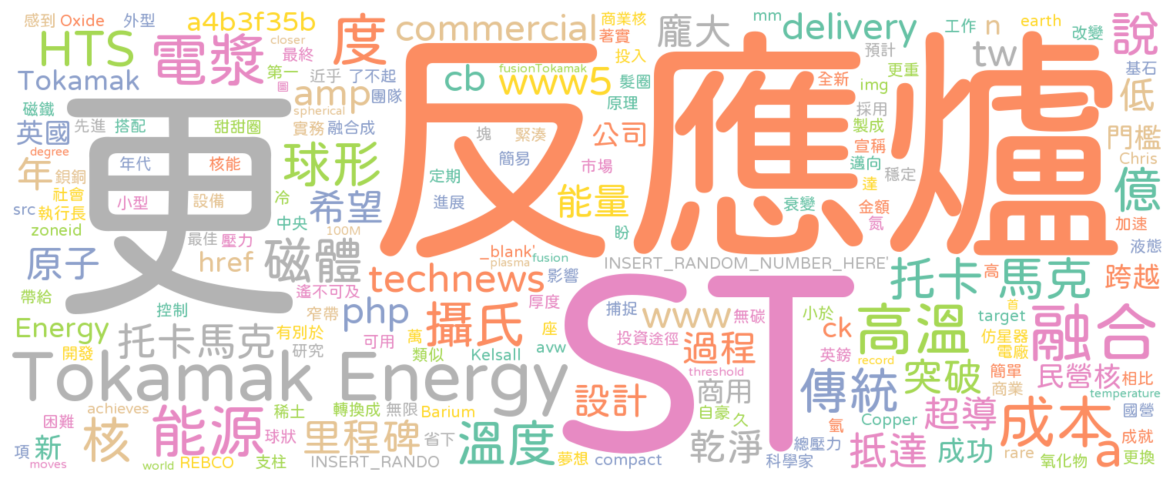 感到 Oxide 外型 a4b3f35b 閉 commercial 商業核 著實 龐大 mm delivery 工作 earth n 改變 說
closer 最終 HTS 電漿 度 投入 預計 tw 第一 近乎 了不起 fusionTokamak
Tokamak cb www5 髮圈 全新 img 更重 基石 低
磁鐵 圖 amp 團隊 spherical 原理 採用 製成 液態 門檻
英國 先進 搭配 甜甜圈 實務 融合成 塊 緊湊 公司 宣稱 邁向 Chris
degree 更 反應爐 簡易 市場 穩定
年 年代 核能 球形 定期 能量 達 億
鉬銅 社會 小型 設備 冷 希望 進展 盼 衰變 金額 加速
src 執行長 zoneid 中央 100M 氮
原子 最佳 壓力 href 磁體 _blank' fusion plasma INSERT_RANDOM_NUMBER_HERE' 液態
帶給 遙不可及 technews 影響 托卡 馬克 高 首 跨越
控制 窄帶 php 厚度 ST 捕捉 www 無碳 小於 target
Energy 托卡馬克 有別於 攝氏 座 投資途徑 ck 高溫 仿星器 融合
開發 研究 可用 萬 類似 Kelsall avw record 過程 英鎊 電廠
Tokamak Energy threshold 商用 傳統 突破 簡單 商業 民營核 相比 temperature
achieves 稀土 轉換成 無限 Barium 設計 自豪 久 Copper 超導 成本 國營
困難 能源 核 里程碑 溫度 氫 成就
項 新 球狀 支柱 省下 夢想 乾淨 總壓力 抵達 成功 rare a 更換
moves world REBCO INSERT_RANDO compact 科學家 氧化物